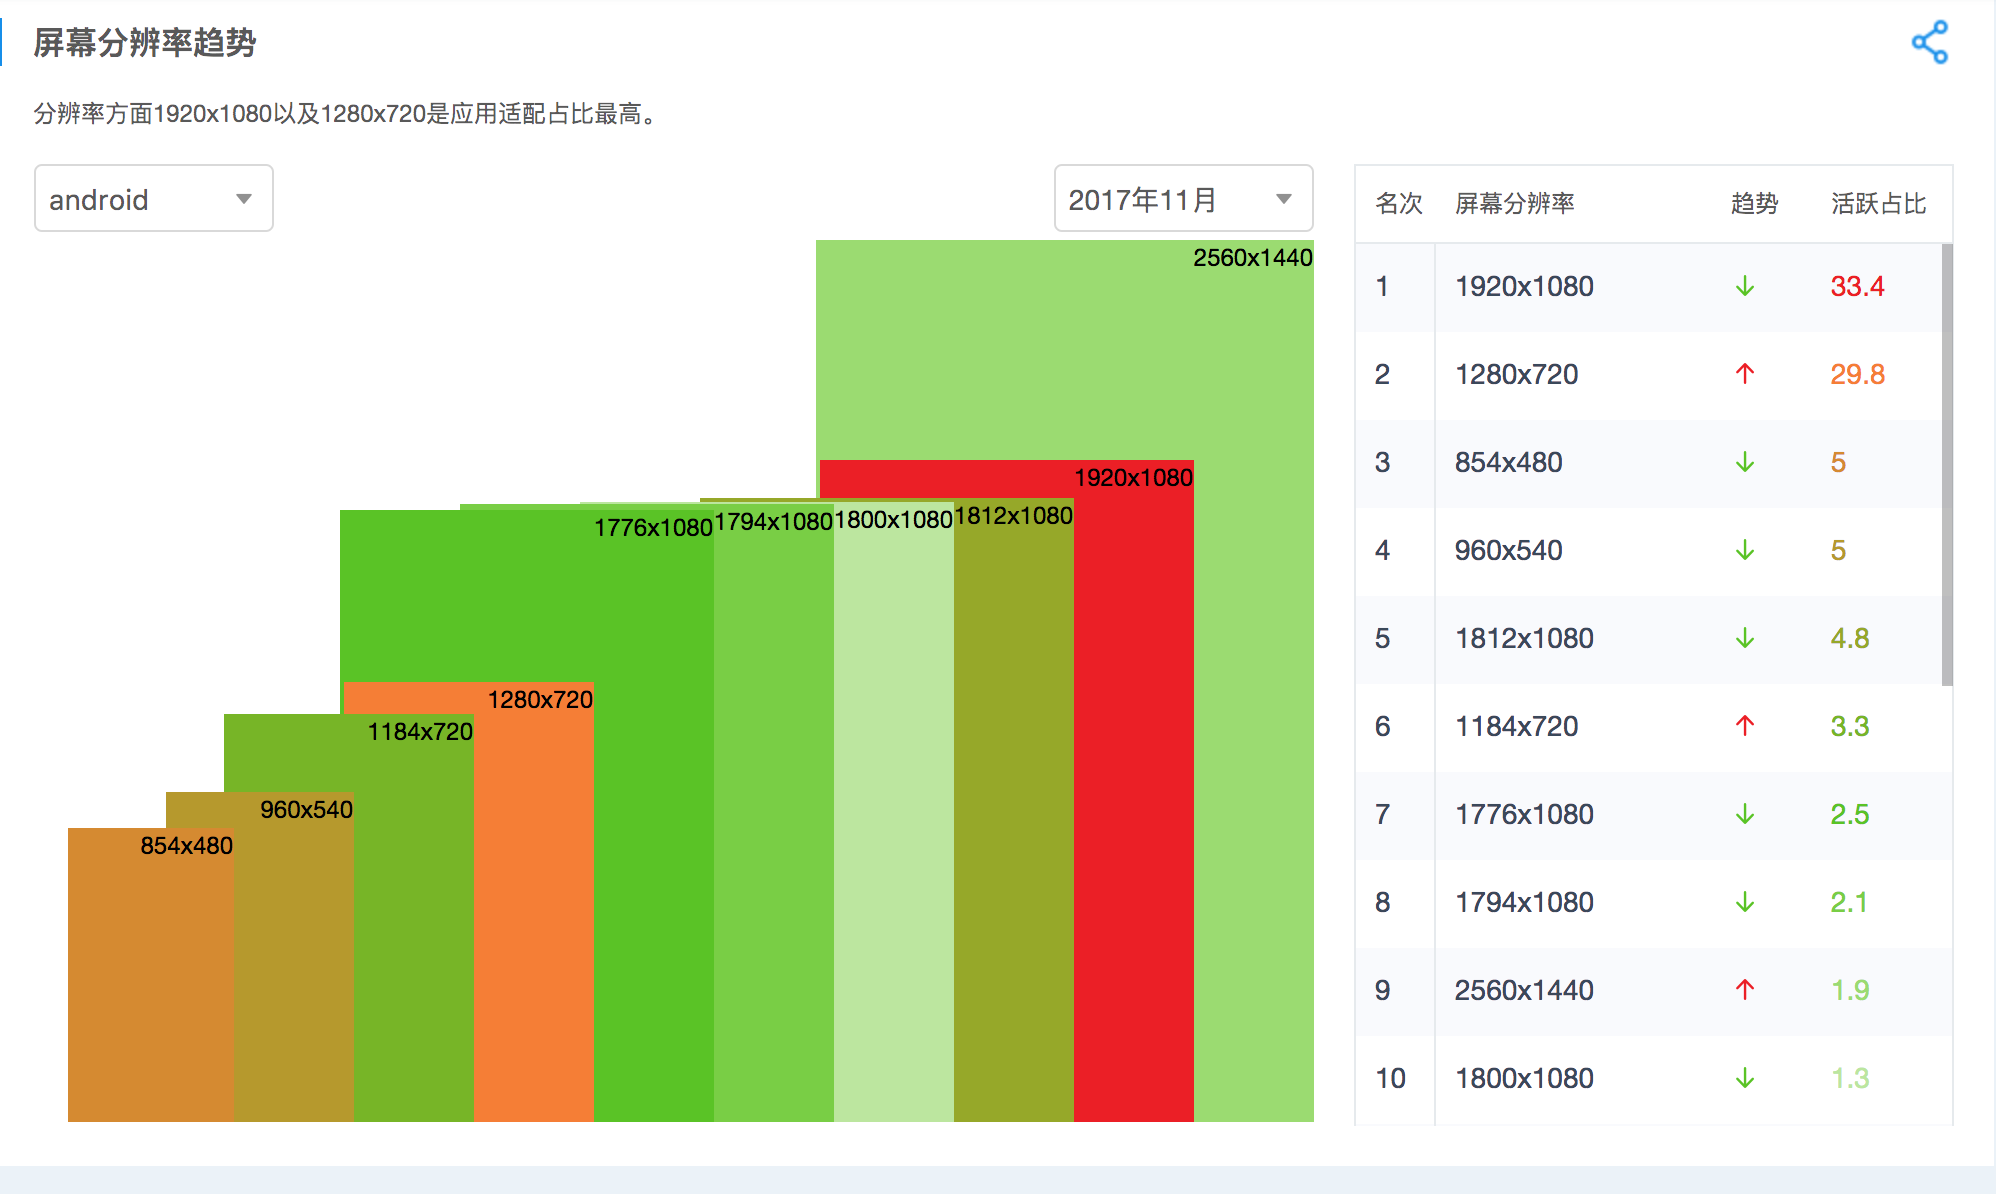 屏幕分辨率趋势
分辨率方面1920x1080以及1280x720是应用适配占比最高。
android
2017年11月
2560x1440
1920x1080
1812x1080
1800x1080
1794x1080
1776x1080
1280x720
1184x720
960x540
854x480
名次 屏幕分辨率 趋势 活跃占比
1 1920x1080 ↓ 33.4
2 1280x720 ↑ 29.8
3 854x480 ↓ 5
4 960x540 ↓ 5
5 1812x1080 ↓ 4.8
6 1184x720 ↑ 3.3
7 1776x1080 ↓ 2.5
8 1794x1080 ↓ 2.1
9 2560x1440 ↑ 1.9
10 1800x1080 ↓ 1.3